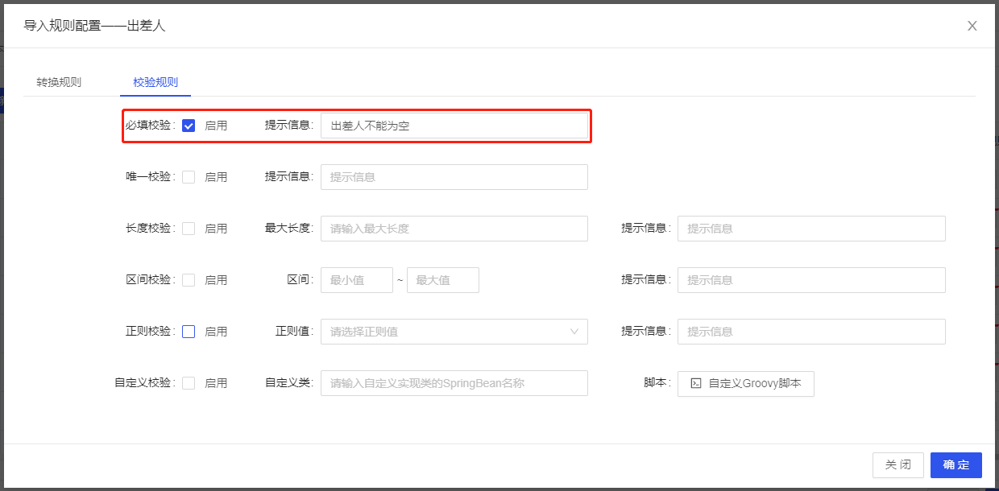 导入规则配置——出差人
转换规则 校验规则
必填校验: 启用 提示信息: 出差人不能为空
唯一校验: 启用 提示信息: 提示信息
长度校验: 启用 最大长度: 请输入最大长度 提示信息: 提示信息
区间校验: 启用 区间: 最小值 ~ 最大值 提示信息: 提示信息
正则校验: 启用 正则值: 请选择正则值 提示信息: 提示信息
自定义校验: 启用 自定义类: 请输入自定义实现类的SpringBean名称 脚本: 自定义Groovy脚本
关 闭 确 定